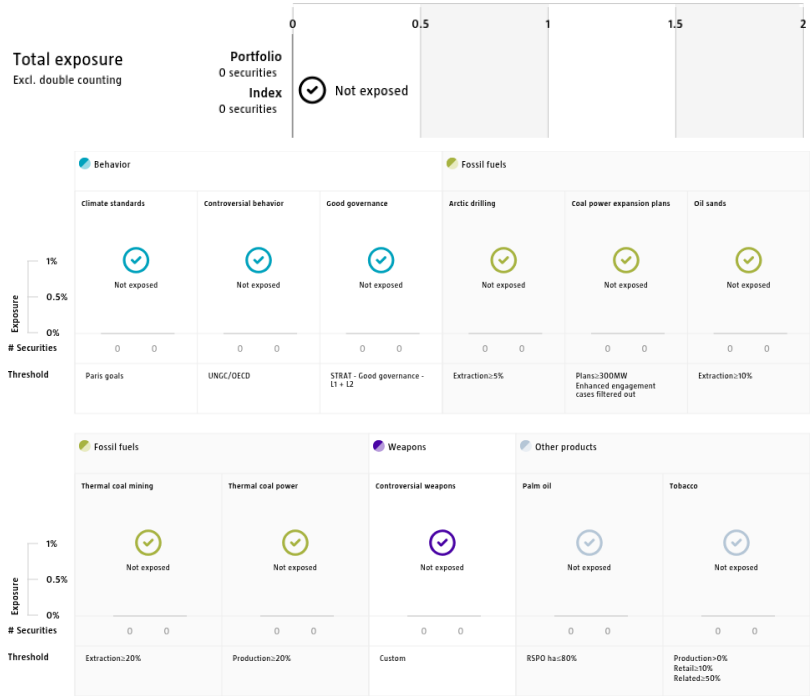 0 0.5 1 1.5 2
Total exposure
Excl. double counting
Portfolio
0 securities
Index
0 securities
Not exposed
Behavior
Fossil fuels
Climate standards Controversial behavior Good governance Arctic drilling Coal power expansion plans Oil sands
Not exposed Not exposed Not exposed Not exposed Not exposed Not exposed
Exposure
1%
0.5%
0%
# Securities 0 0 0 0 0 0 0 0 0 0 0 0
Threshold
Paris goals
UNGC/OECD
STRAT - Good governance -
L1 + L2
Extraction≥5%
Plans≥300MW
Enhanced engagement
cases filtered out
Extraction≥10%
Fossil fuels
Weapons
Other products
Thermal coal mining Thermal coal power Controversial weapons Palm oil Tobacco
Not exposed Not exposed Not exposed Not exposed Not exposed
Exposure
1%
0.5%
0%
# Securities 0 0 0 0 0 0 0 0 0 0
Threshold
Extraction≥20%
Production≥20%
Custom
RSPO ha≤80%
Production>0%
Retail≥10%
Related≥50%